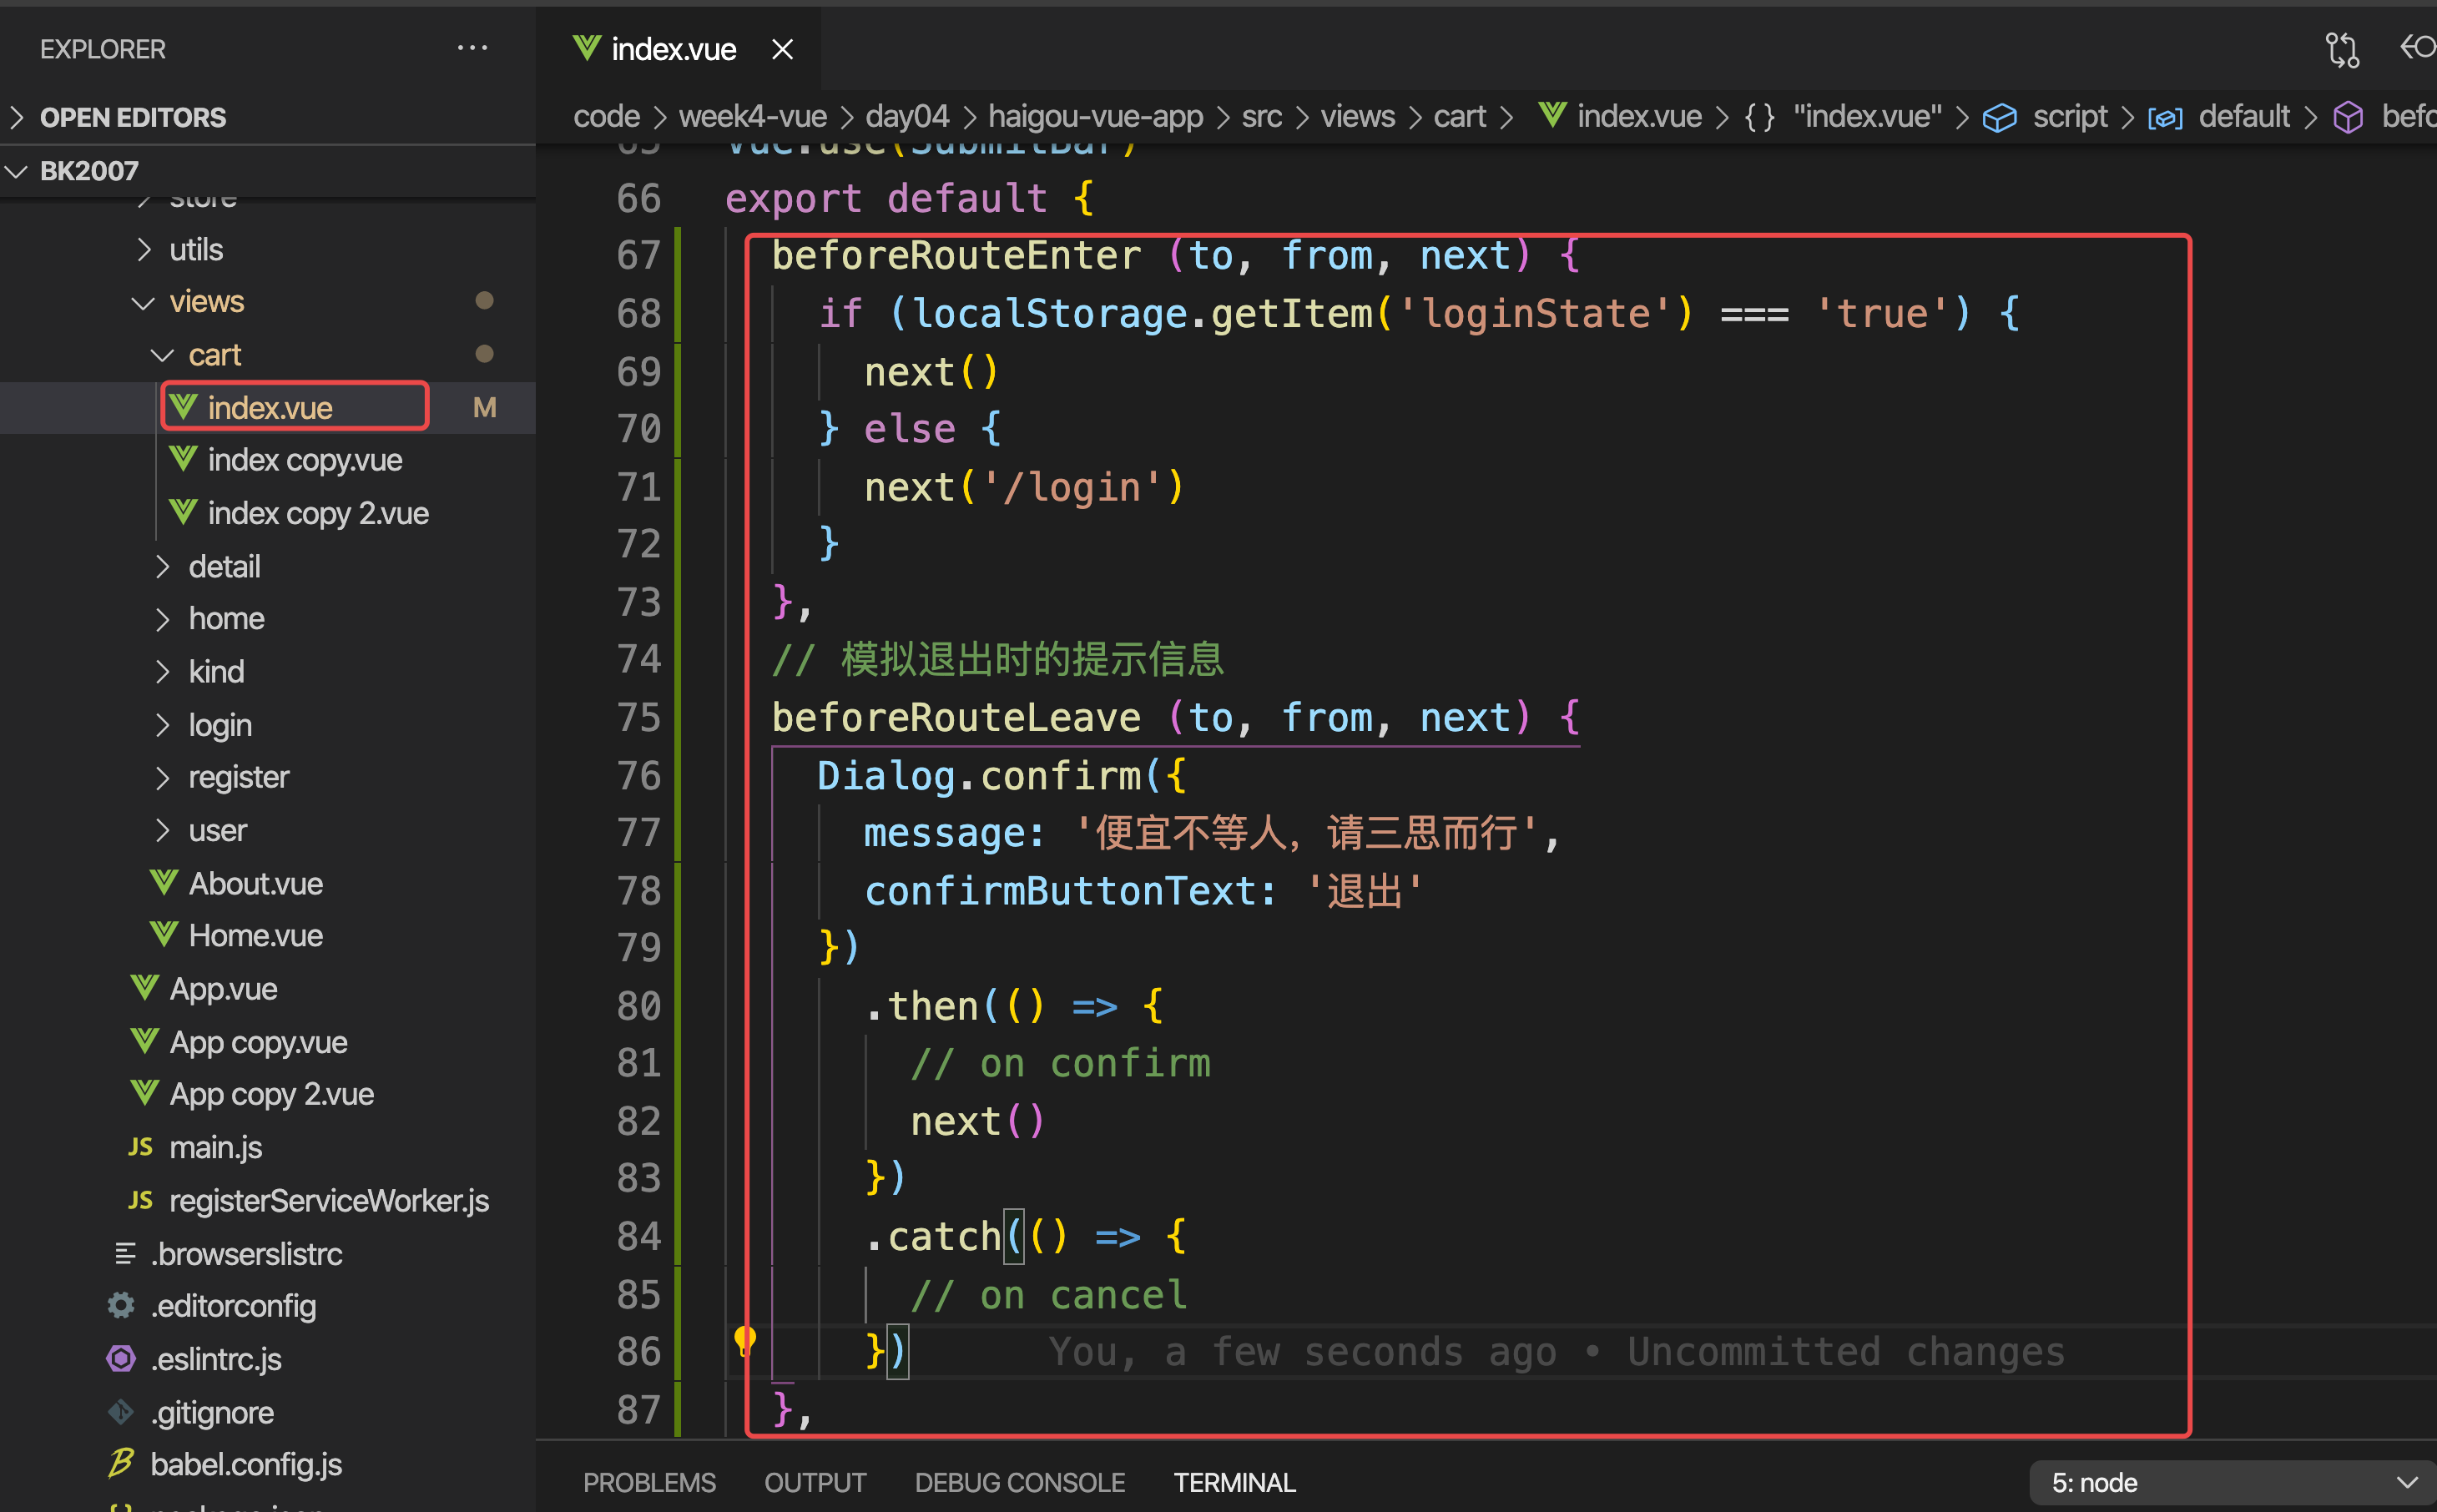 EXPLORER
OPEN EDITORS
BK2007
store
utils
views
cart
index.vue M
index copy.vue
index copy 2.vue
detail
home
kind
login
register
user
About.vue
Home.vue
App.vue
App copy.vue
App copy 2.vue
JS main.js
JS registerServiceWorker.js
.browserslistrc
.editorconfig
.eslintrc.js
.gitignore
babel.config.js
index.vue
code > week4-vue > day04 > haigou-vue-app > src > views > cart > index.vue > {} "index.vue" > script > default > befo
65 Vue.use(SubmitBar)
66 export default {
67 beforeRouteEnter (to, from, next) {
68 if (localStorage.getItem('loginState') === 'true') {
69 next()
70 } else {
71 next('/login')
72 }
73 },
74 // 模拟退出时的提示信息
75 beforeRouteLeave (to, from, next) {
76 Dialog.confirm({
77 message: '便宜不等人，请三思而行',
78 confirmButtonText: '退出'
79 })
80 .then(() => {
81 // on confirm
82 next()
83 })
84 .catch(() => {
85 // on cancel
86 }) You, a few seconds ago • Uncommitted changes
87 },
PROBLEMS OUTPUT DEBUG CONSOLE TERMINAL 5: node